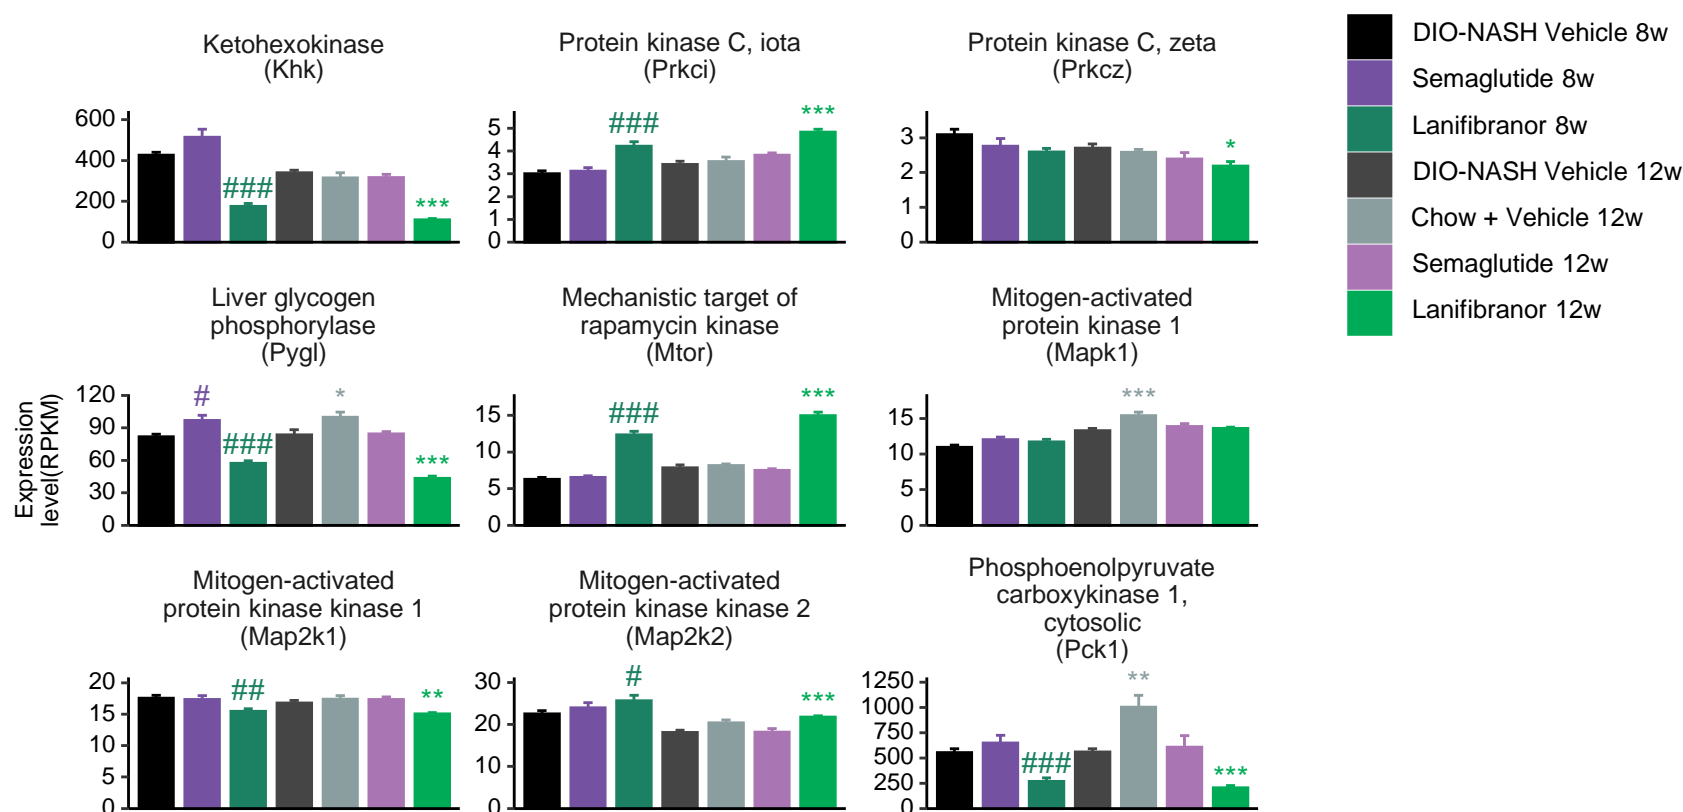 Ketohexokinase
(Khk)
600
400
200
0
###
***
Protein kinase C, iota
(Prkci)
5
4
3
2
1
0
###
***
Protein kinase C, zeta
(Prkcz)
3
2
1
0
*
DIO-NASH Vehicle 8w
Semaglutide 8w
Lanifibranor 8w
DIO-NASH Vehicle 12w
Chow + Vehicle 12w
Semaglutide 12w
Lanifibranor 12w
Expression
level(RPKM)
Liver glycogen
phosphorylase
(Pygl)
120
90
60
30
0
#
###
*
***
Mechanistic target of
rapamycin kinase
(Mtor)
15
10
5
0
###
***
Mitogen-activated
protein kinase 1
(Mapk1)
15
10
5
0
***
Mitogen-activated
protein kinase kinase 1
(Map2k1)
20
15
10
5
0
##
**
Mitogen-activated
protein kinase kinase 2
(Map2k2)
30
20
10
0
#
***
Phosphoenolpyruvate
carboxykinase 1,
cytosolic
(Pck1)
1250
1000
750
500
250
0
###
**
***